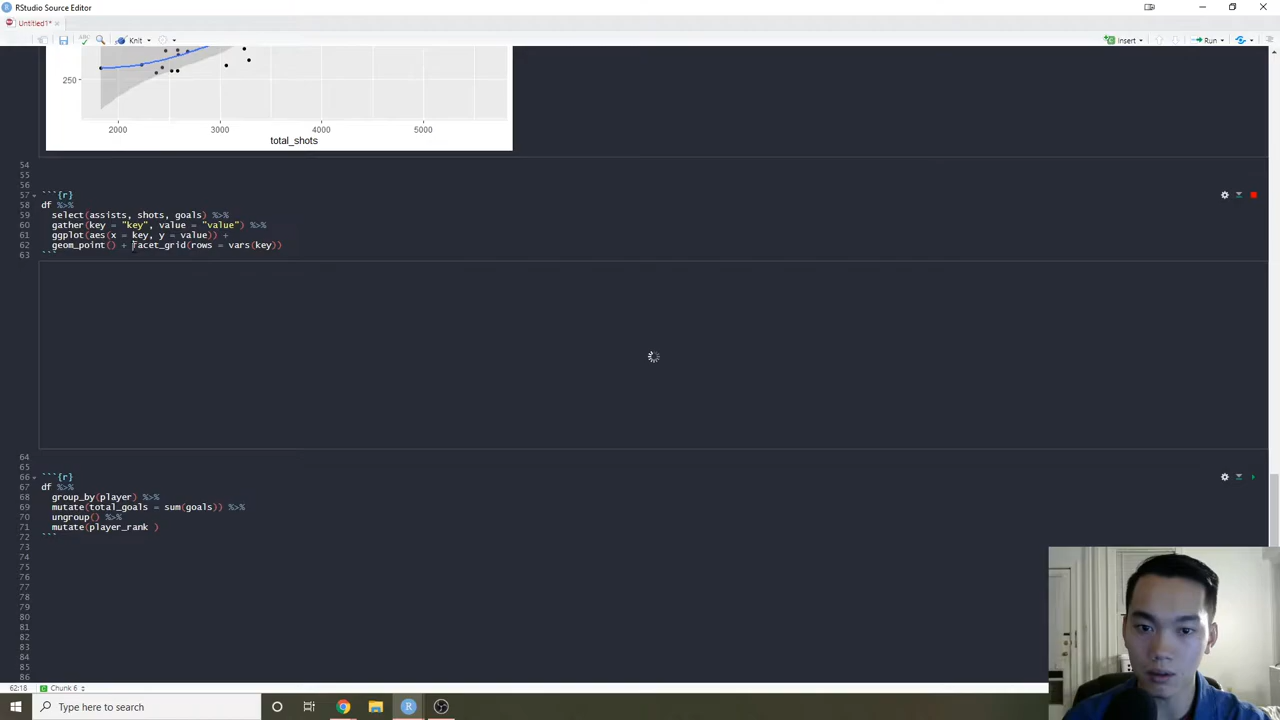 RStudio Source Editor
Untitled1*
Knit
Insert
Run
250
2000 3000 4000 5000
total_shots
54
55
56
57 ```{r}
58 df %>%
59 select(assists, shots, goals) %>%
60 gather(key = "key", value = "value") %>%
61 ggplot(aes(x = key, y = value)) +
62 geom_point() + facet_grid(rows = vars(key))
63 ```
64
65
66 ```{r}
67 df %>%
68 group_by(player) %>%
69 mutate(total_goals = sum(goals)) %>%
70 ungroup() %>%
71 mutate(player_rank )
72 ```
73
74
75
76
77
78
79
80
81
82
83
84
85
86
62:18 Chunk 6
Type here to search